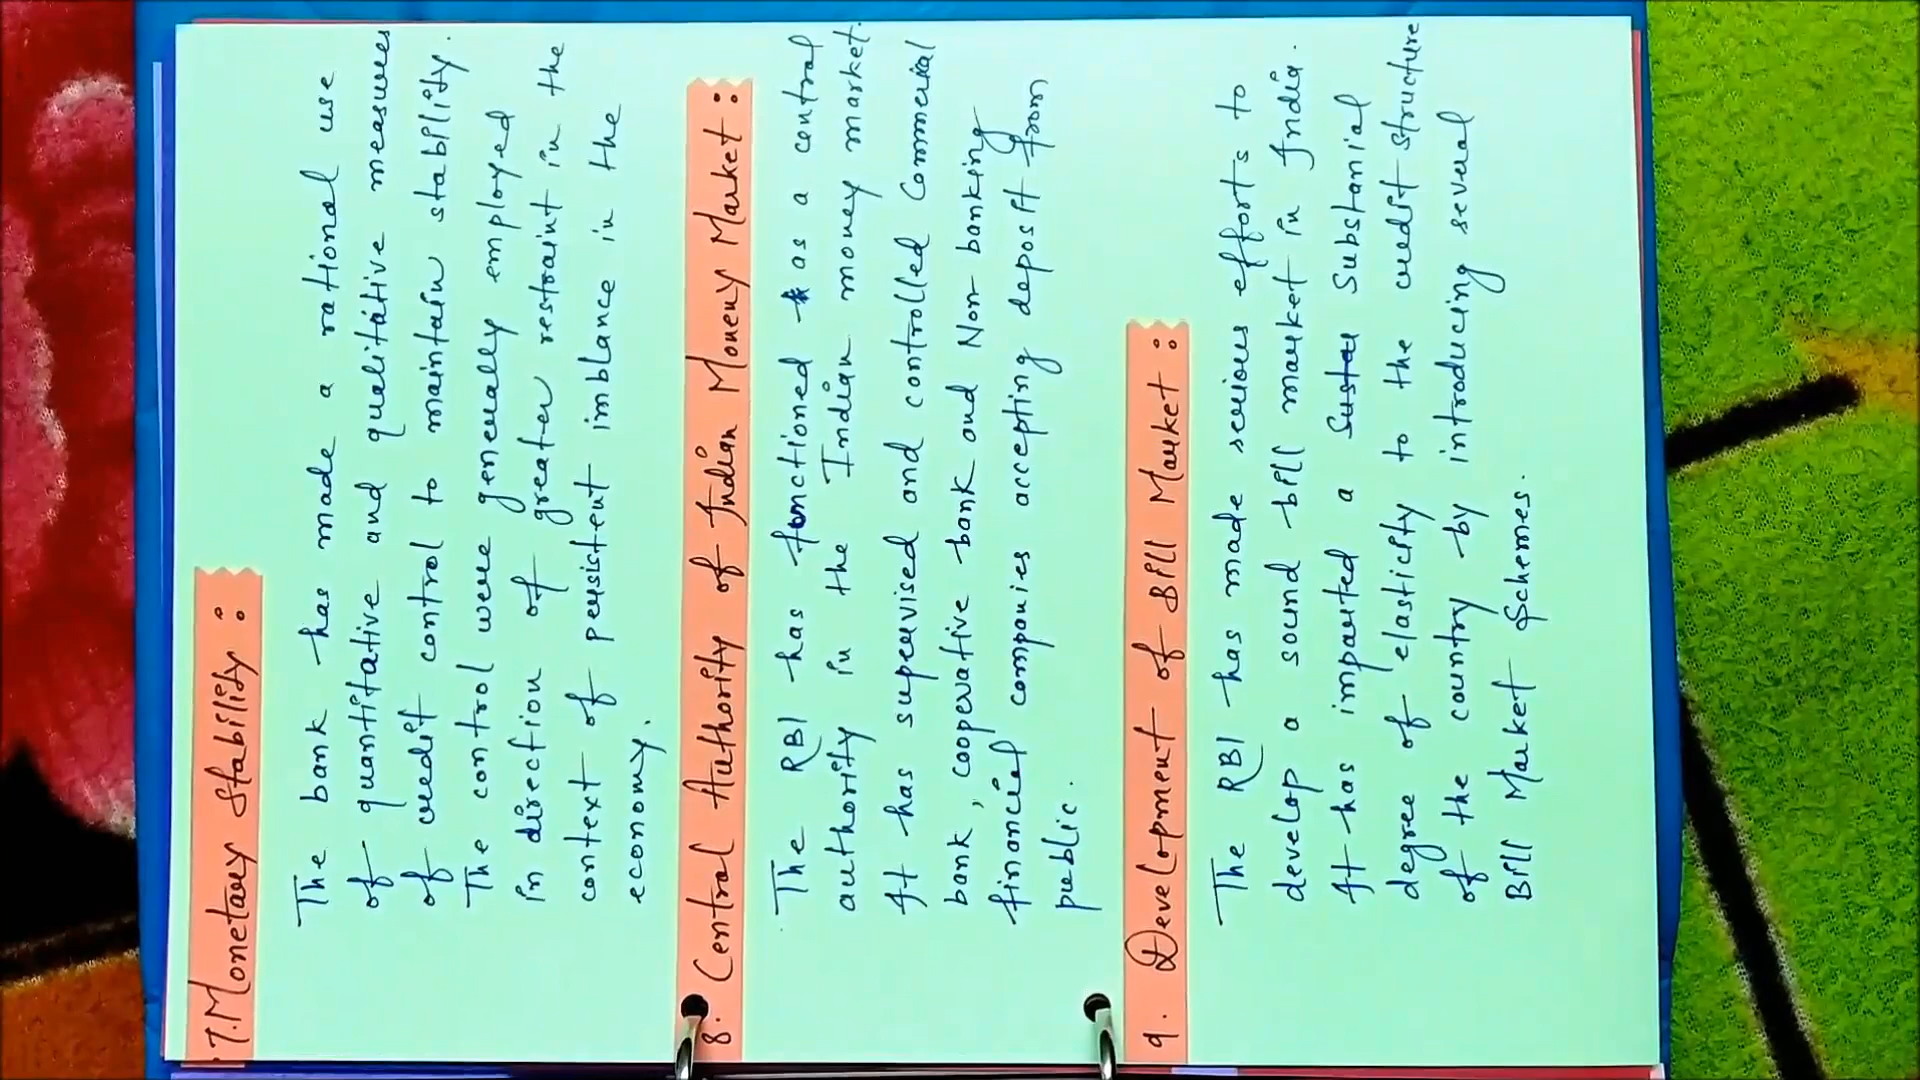 7. Monetary Stability :
The bank has made a rational use
of quantitative and qualitative measures
of credit control to maintain stability.
The control were generally employed
in direction of greater restraint in the
context of persistent imblance in the
economy.
8. Central Authority of Indian Moneny Market :
The RBI has functioned as a central
authority in the Indian money market.
It has supervised and controlled Commercial
bank, cooperative bank and Non-banking
financial companies accepting deposit from
public.
9. Development of Bill Market :
The RBI has made serious efforts to
develop a sound bill market in India.
It has imparted a Substanial
degree of elasticity to the credit structure
of the country by introducing several
Bill Market Schemes.